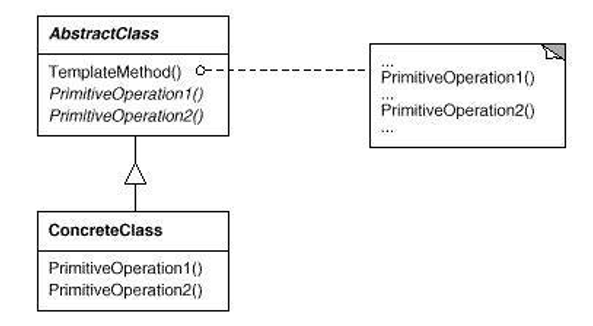 AbstractClass
TemplateMethod()
PrimitiveOperation1()
PrimitiveOperation2()
...
PrimitiveOperation1()
...
PrimitiveOperation2()
...
ConcreteClass
PrimitiveOperation1()
PrimitiveOperation2()